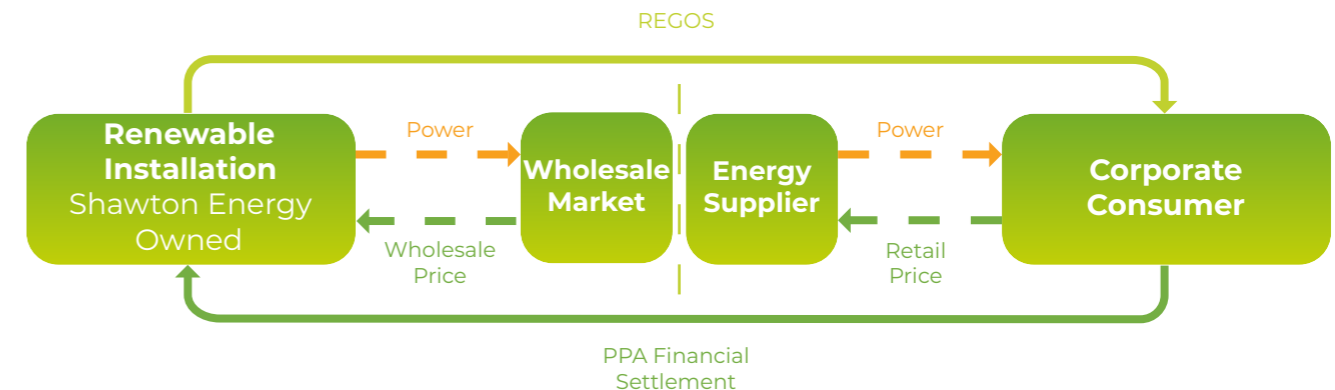 REGOS
Renewable
Installation
Shawton Energy
Owned
Power
Wholesale
Price
Wholesale
Market
Energy
Supplier
Power
Retail
Price
Corporate
Consumer
PPA Financial
Settlement